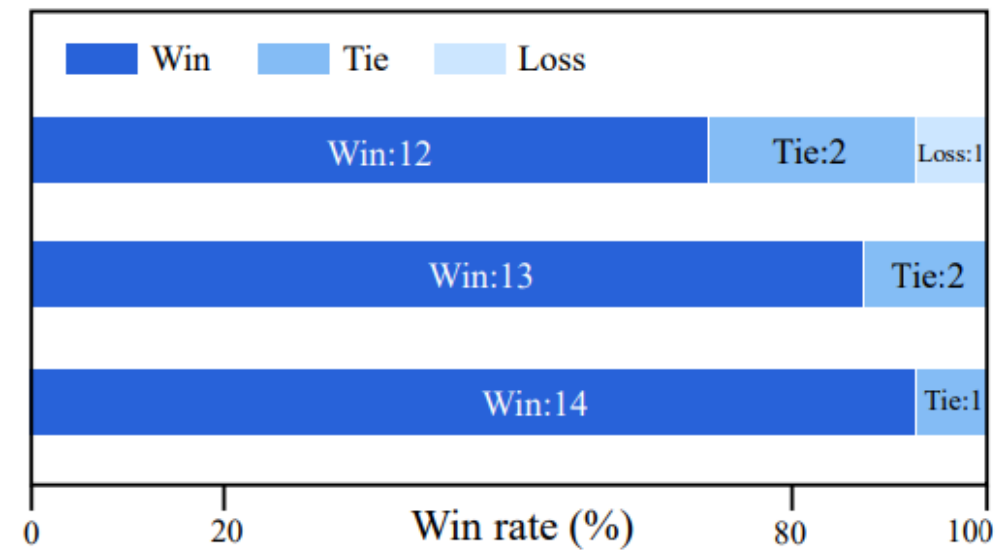 Win Tie Loss
Win:12 Tie:2 Loss:1
Win:13 Tie:2
Win:14 Tie:1
0 20 80 100
Win rate (%)